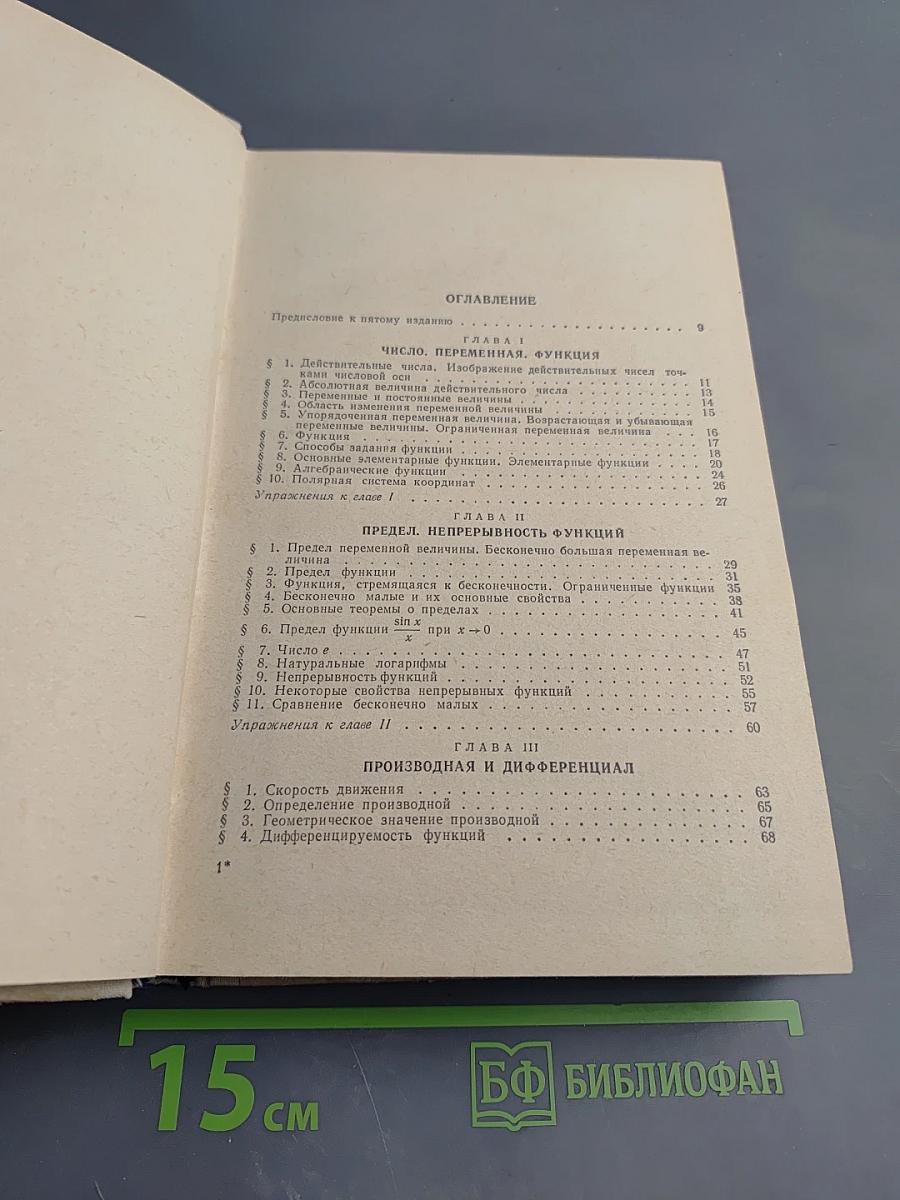 ОГЛАВЛЕНИЕ
Предисловие к пятому изданию . . . . . . . . . . . . . . . . . . . . 9
ГЛАВА I
ЧИСЛО. ПЕРЕМЕННАЯ. ФУНКЦИЯ
§ 1. Действительные числа. Изображение действительных чисел точ-
ками числовой оси . . . . . . . . . . . . . . . . . . . . 11
§ 2. Абсолютная величина действительного числа . . . . . . . . . . 13
§ 3. Переменные и постоянные величины . . . . . . . . . . . . . 14
§ 4. Область изменения переменной величины . . . . . . . . . . . 15
§ 5. Упорядоченная переменная величина. Возрастающая и убывающая
переменные величины. Ограниченная переменная величина . . . 16
§ 6. Функция . . . . . . . . . . . . . . . . . . . . . . . . 17
§ 7. Способы задания функции . . . . . . . . . . . . . . . . . 18
§ 8. Основные элементарные функции. Элементарные функции . . . . 20
§ 9. Алгебраические функции . . . . . . . . . . . . . . . . . 24
§ 10. Полярная система координат . . . . . . . . . . . . . . . 26
Упражнения к главе I . . . . . . . . . . . . . . . . . . . . 27
ГЛАВА II
ПРЕДЕЛ. НЕПРЕРЫВНОСТЬ ФУНКЦИЙ
§ 1. Предел переменной величины. Бесконечно большая переменная ве-
личина . . . . . . . . . . . . . . . . . . . . . . . . 29
§ 2. Предел функции . . . . . . . . . . . . . . . . . . . . . 31
§ 3. Функция, стремящаяся к бесконечности. Ограниченные функции 35
§ 4. Бесконечно малые и их основные свойства . . . . . . . . . . 38
§ 5. Основные теоремы о пределах . . . . . . . . . . . . . . . 41
§ 6. Предел функции sin x / x при x → 0 . . . . . . . . . . . . . . 45
§ 7. Число e . . . . . . . . . . . . . . . . . . . . . . . . 47
§ 8. Натуральные логарифмы . . . . . . . . . . . . . . . . . 51
§ 9. Непрерывность функций . . . . . . . . . . . . . . . . . . 52
§ 10. Некоторые свойства непрерывных функций . . . . . . . . . . 55
§ 11. Сравнение бесконечно малых . . . . . . . . . . . . . . . . 57
Упражнения к главе II . . . . . . . . . . . . . . . . . . . . 60
ГЛАВА III
ПРОИЗВОДНАЯ И ДИФФЕРЕНЦИАЛ
§ 1. Скорость движения . . . . . . . . . . . . . . . . . . . . 63
§ 2. Определение производной . . . . . . . . . . . . . . . . . 65
§ 3. Геометрическое значение производной . . . . . . . . . . . . 67
§ 4. Дифференцируемость функций . . . . . . . . . . . . . . . 68
1*
15 см
БФ БИБЛИОФАН